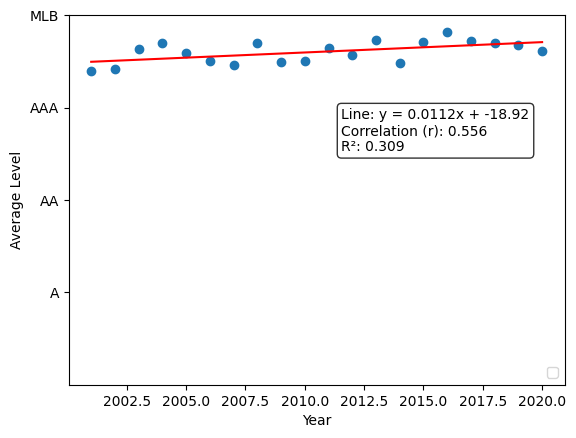 MLB
AAA
AA
A
Average Level
Line: y = 0.0112x + -18.92
Correlation (r): 0.556
R²: 0.309
2002.5 2005.0 2007.5 2010.0 2012.5 2015.0 2017.5 2020.0
Year